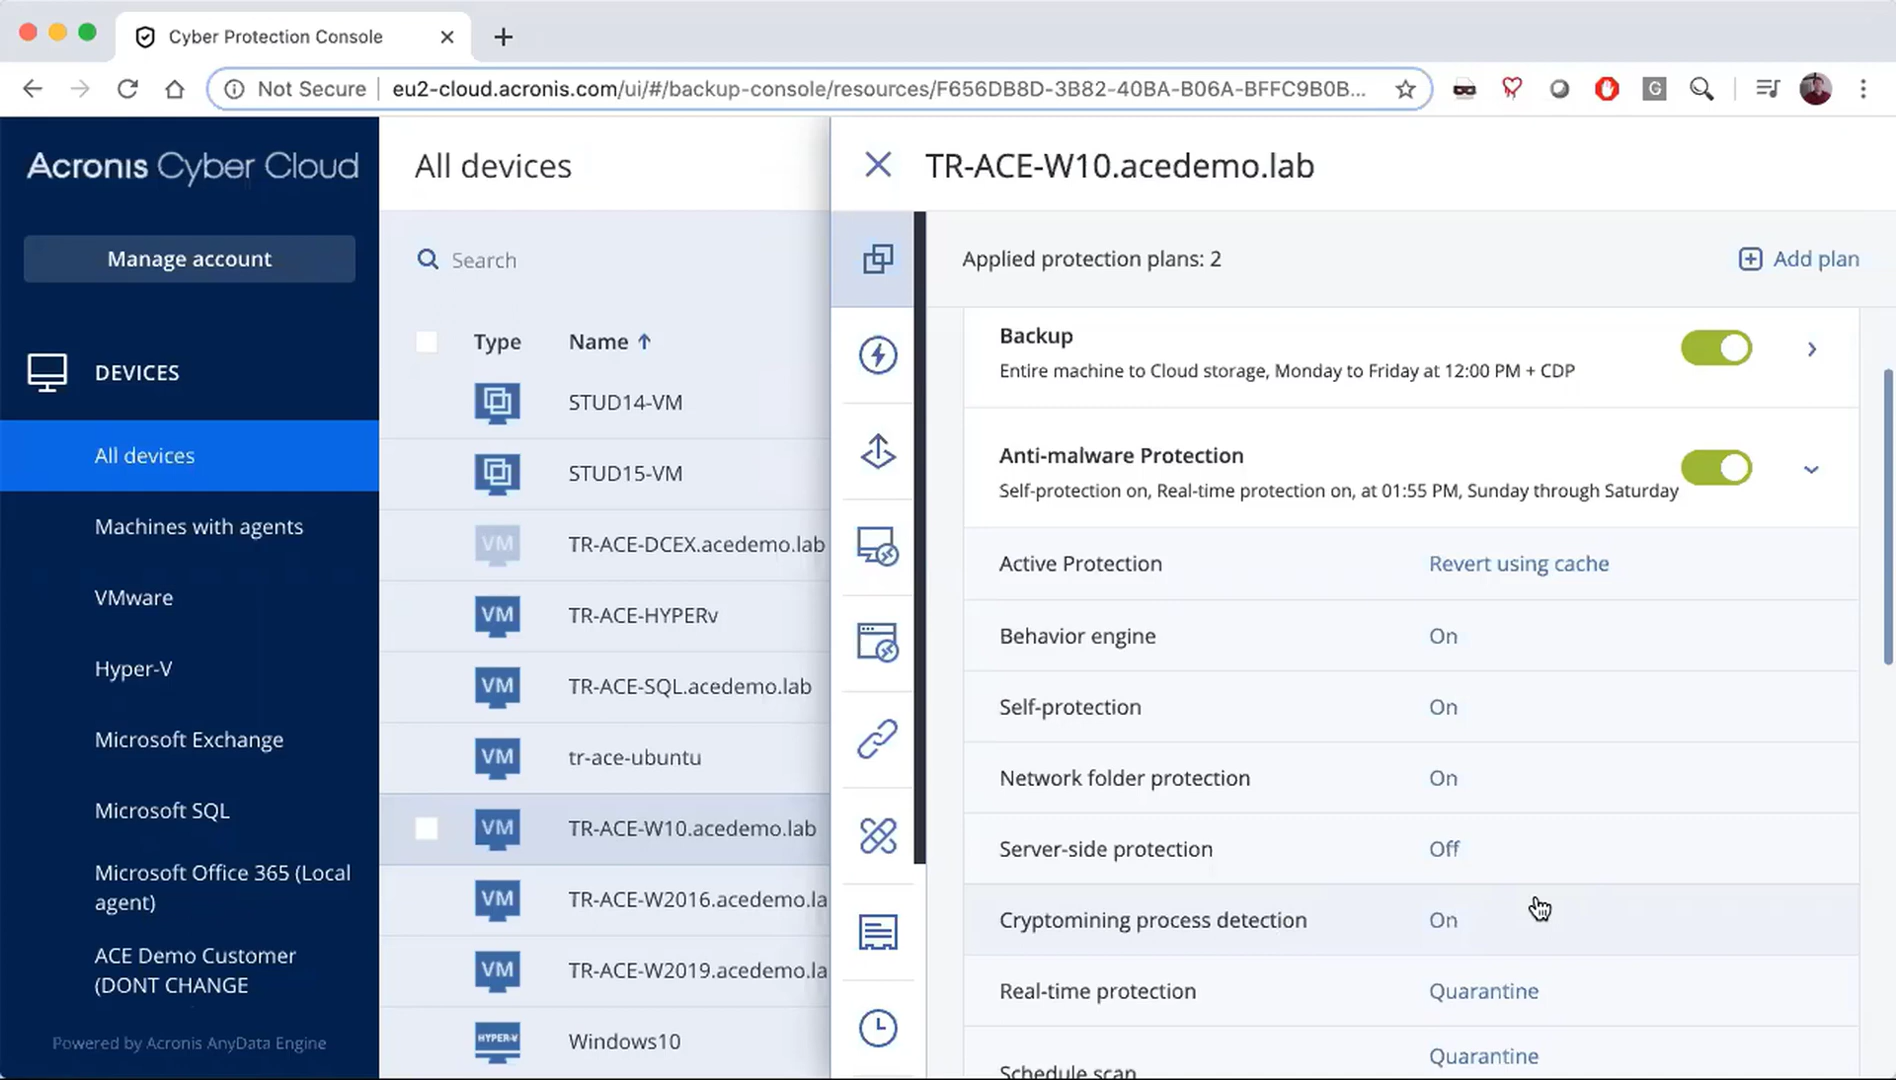 Cyber Protection Console
Not Secure
eu2-cloud.acronis.com/ui/#/backup-console/resources/F656DB8D-3B82-40BA-B06A-BFFC9B0B...
G
Acronis Cyber Cloud
Manage account
DEVICES
All devices
Machines with agents
VMware
Hyper-V
Microsoft Exchange
Microsoft SQL
Microsoft Office 365 (Local
agent)
ACE Demo Customer
(DONT CHANGE
Powered by Acronis AnyData Engine
All devices
Search
Type
Name
STUD14-VM
STUD15-VM
VM
TR-ACE-DCEX.acedemo.lab
VM
TR-ACE-HYPERv
VM
TR-ACE-SQL.acedemo.lab
VM
tr-ace-ubuntu
VM
TR-ACE-W10.acedemo.lab
VM
TR-ACE-W2016.acedemo.la
VM
TR-ACE-W2019.acedemo.la
HYPER-V
Windows10
TR-ACE-W10.acedemo.lab
Applied protection plans: 2
Add plan
Backup
Entire machine to Cloud storage, Monday to Friday at 12:00 PM + CDP
Anti-malware Protection
Self-protection on, Real-time protection on, at 01:55 PM, Sunday through Saturday
Active Protection
Revert using cache
Behavior engine
On
Self-protection
On
Network folder protection
On
Server-side protection
Off
Cryptomining process detection
On
Real-time protection
Quarantine
Schedule scan
Quarantine